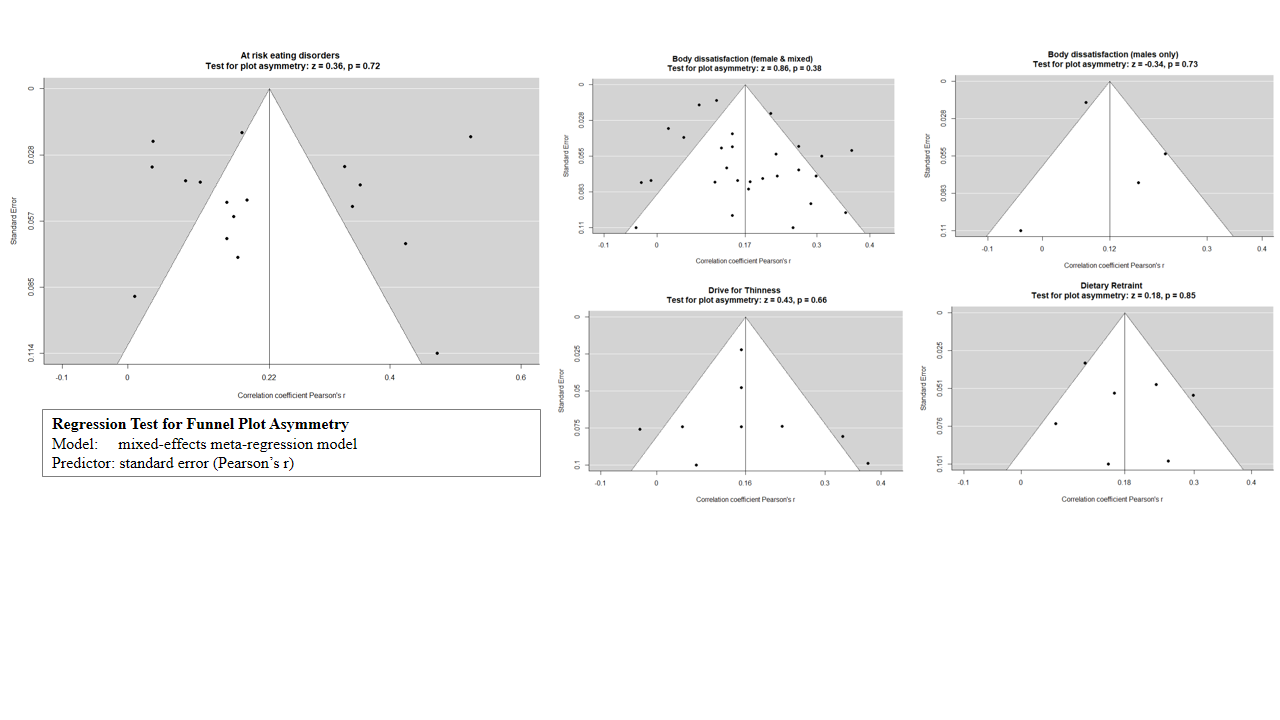 At risk eating disorders
Test for plot asymmetry: z = 0.36, p = 0.72
0
0.028
0.057
0.085
0.114
Standard Error
-0.1 0 0.22 0.4 0.6
Correlation coefficient Pearson's r
Regression Test for Funnel Plot Asymmetry
Model: mixed-effects meta-regression model
Predictor: standard error (Pearson's r)
Body dissatisfaction (female & mixed)
Test for plot asymmetry: z = 0.86, p = 0.38
0
0.028
0.055
0.083
0.11
Standard Error
-0.1 0 0.17 0.3 0.4
Correlation coefficient Pearson's r
Body dissatisfaction (males only)
Test for plot asymmetry: z = -0.34, p = 0.73
0
0.028
0.055
0.083
0.11
Standard Error
-0.1 0 0.12 0.3 0.4
Correlation coefficient Pearson's r
Drive for Thinness
Test for plot asymmetry: z = 0.43, p = 0.66
0
0.025
0.05
0.075
0.1
Standard Error
-0.1 0 0.16 0.3 0.4
Correlation coefficient Pearson's r
Dietary Retraint
Test for plot asymmetry: z = 0.18, p = 0.85
0
0.025
0.051
0.076
0.101
Standard Error
-0.1 0 0.18 0.3 0.4
Correlation coefficient Pearson's r